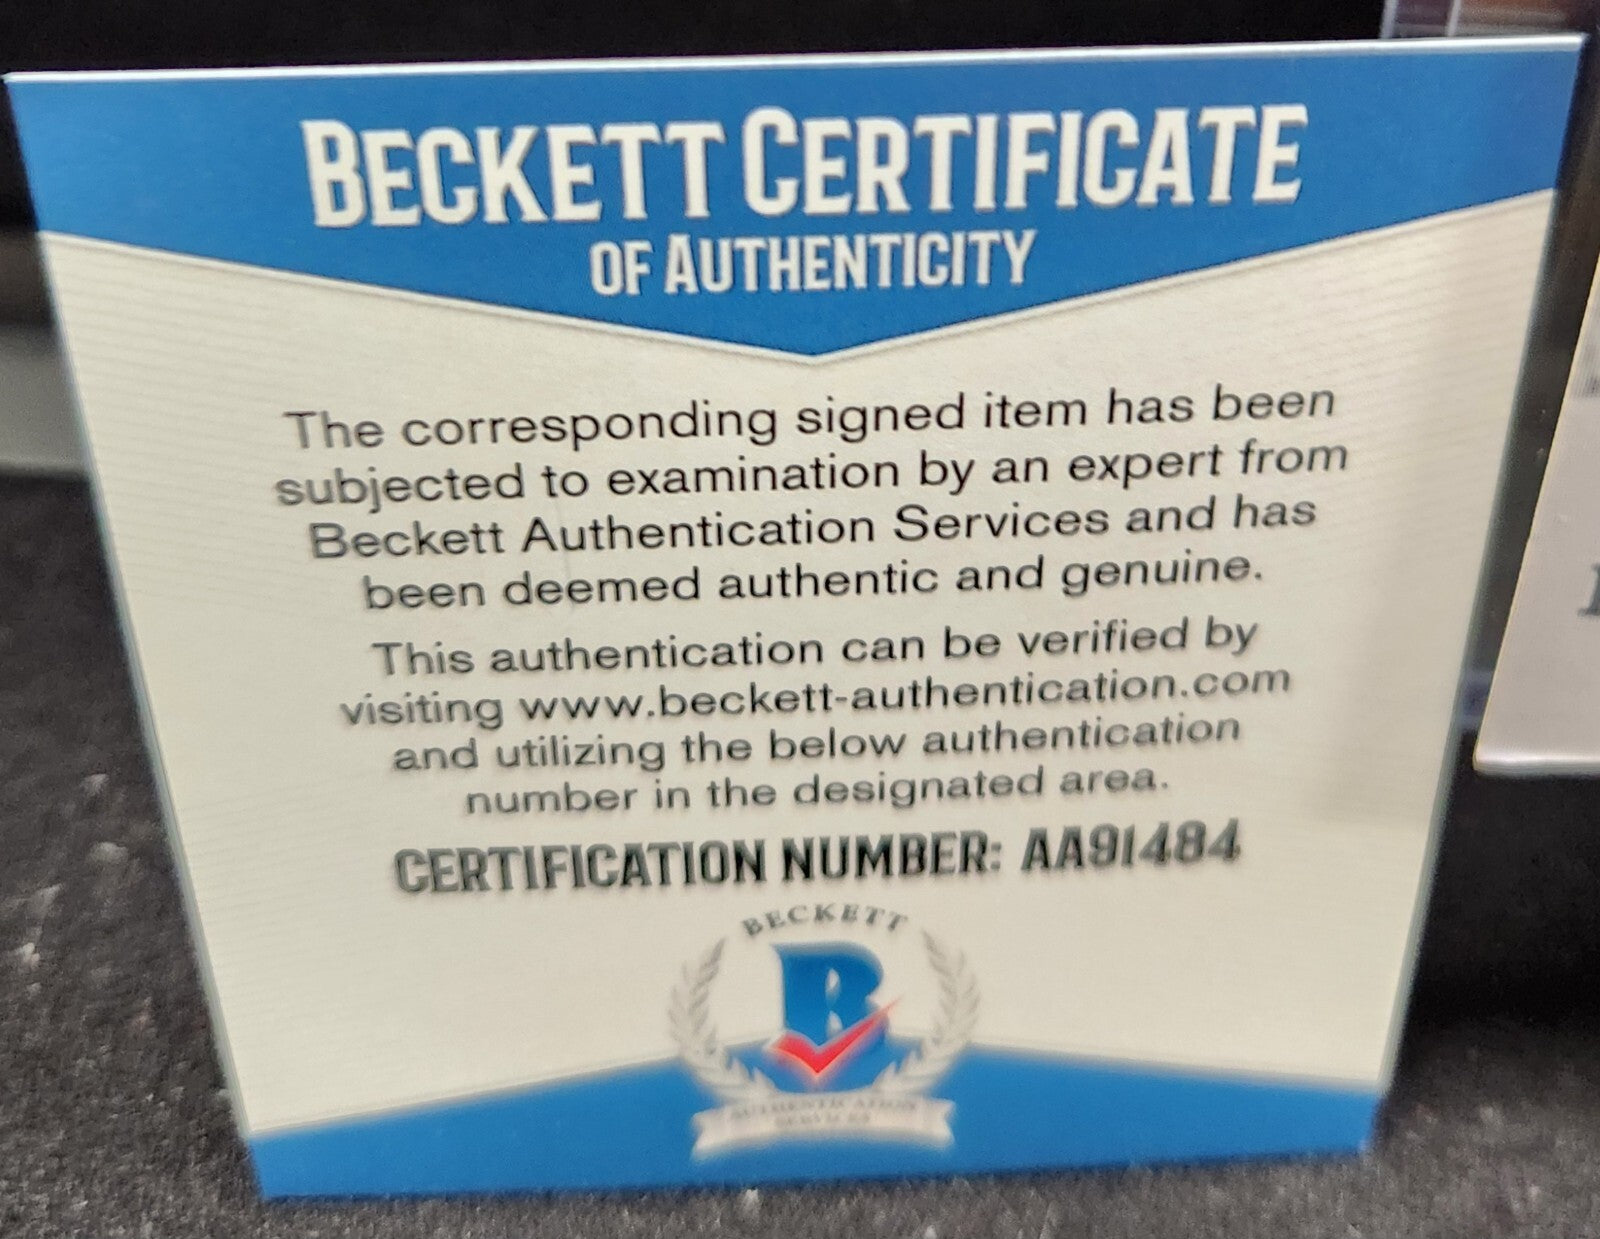 BECKETT CERTIFICATE
OF AUTHENTICITY
The corresponding signed item has been
subjected to examination by an expert from
Beckett Authentication Services and has
been deemed authentic and genuine.
This authentication can be verified by
visiting www.beckett-authentication.com
and utilizing the below authentication
number in the designated area.
CERTIFICATION NUMBER: AA91484
BECKETT
B
AUTHENTICATION
SERVICES